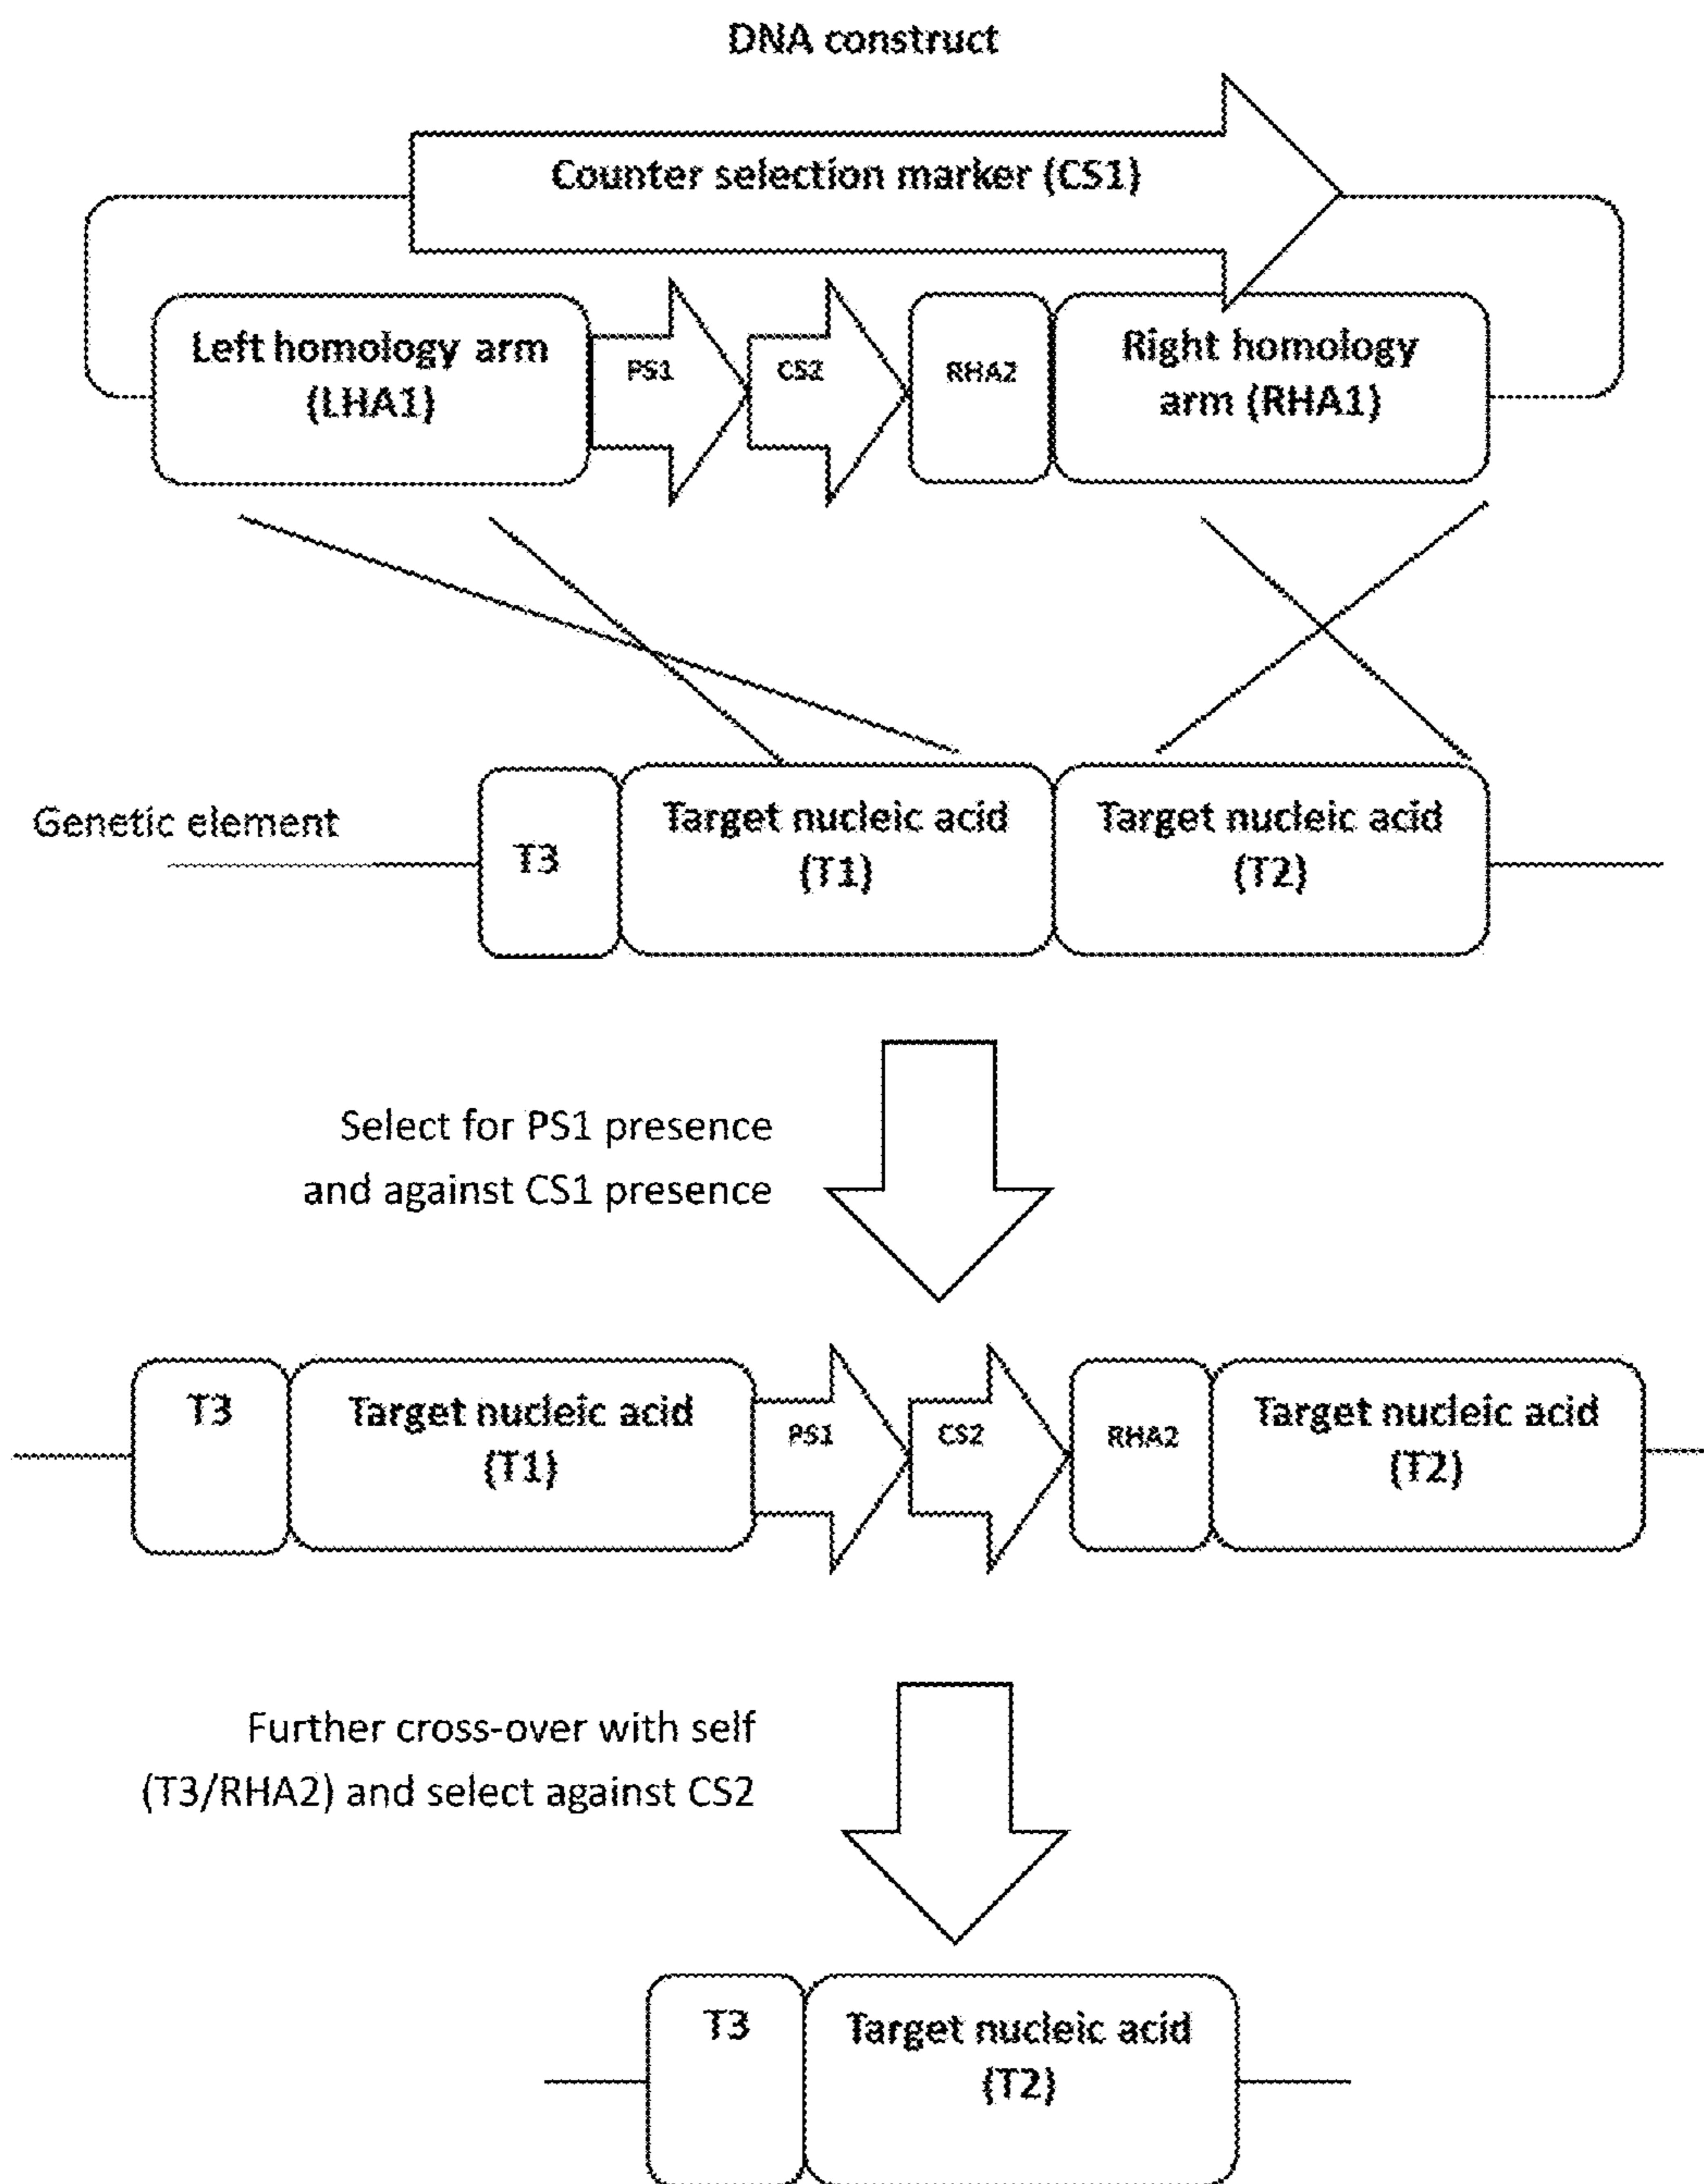 DNA construct
Counter selection marker (CS1)
Left homology arm
(LHA1)
PS1
CS2
RHA2
Right homology
arm (RHA1)
Genetic element
T3
Target nucleic acid
(T1)
Target nucleic acid
(T2)
Select for PS1 presence
and against CS1 presence
T3
Target nucleic acid
(T1)
PS1
CS2
RHA2
Target nucleic acid
(T2)
Further cross-over with self
(T3/RHA2) and select against CS2
T3
Target nucleic acid
(T2)